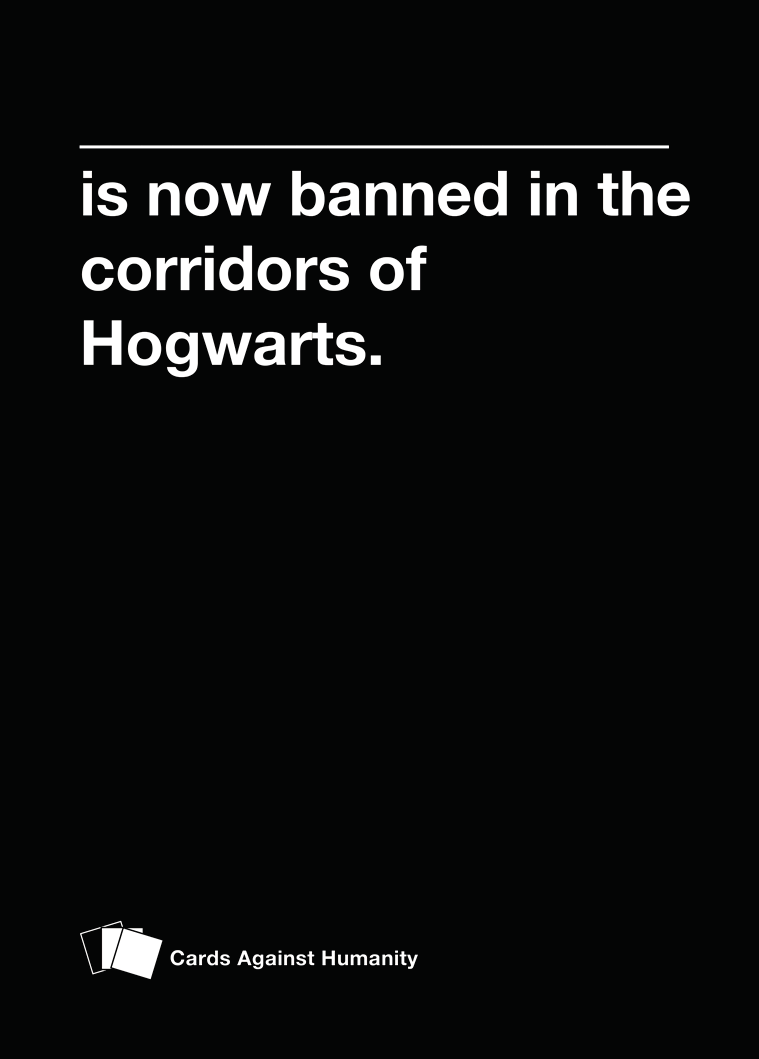 is now banned in the
corridors of
Hogwarts.
Cards Against Humanity